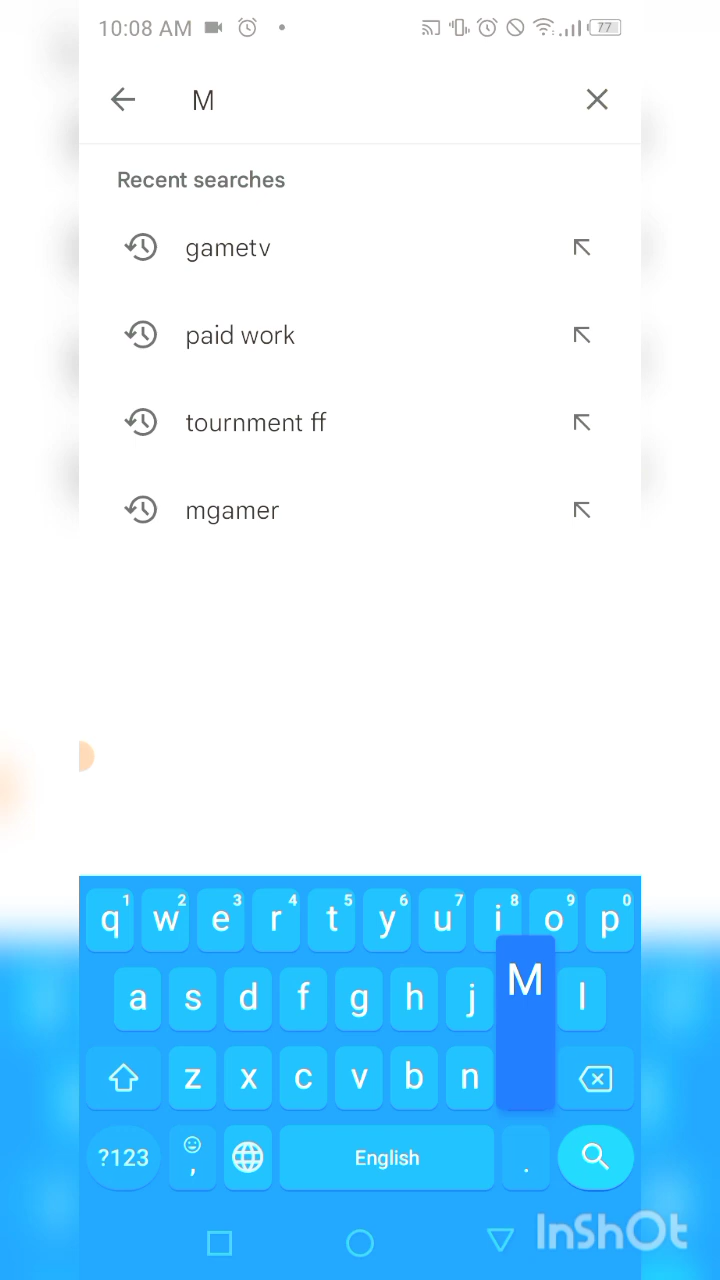 10:08 AM 77
M
Recent searches
gametv
paid work
tournment ff
mgamer
q1 w2 e3 r4 t5 y6 u7 i8 o9 p0
a s d f g h j M l
z x c v b n
?123 , English .
InShOt